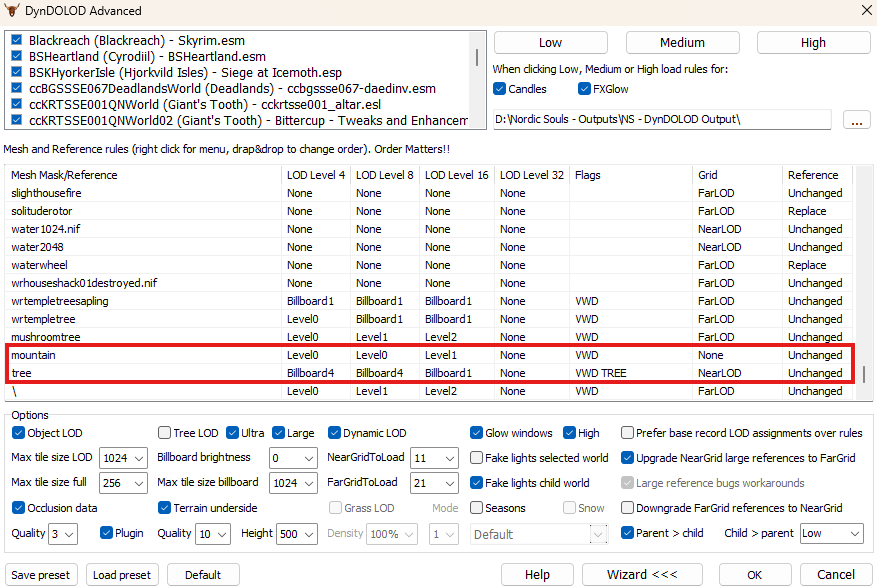 DynDOLOD Advanced
Blackreach (Blackreach) - Skyrim.esm
BSHeartland (Cyrodiil) - BSHeartland.esm
BSKHyorkerIsle (Hjorkvild Isles) - Siege at Icemoth.esp
ccBGSSSE067DeadlandsWorld (Deadlands) - ccbgssse067-daedinv.esm
ccKRTSSE001QNWorld (Giant's Tooth) - cckrtsse001_altar.esl
ccKRTSSE001QNWorld02 (Giant's Tooth) - Bittercup - Tweaks and Enhancem
Low Medium High
When clicking Low, Medium or High load rules for:
Candles FXGlow
D:\Nordic Souls - Outputs\NS - DynDOLOD Output\ ...
Mesh and Reference rules (right click for menu, drap&drop to change order). Order Matters!!
Mesh Mask/Reference LOD Level 4 LOD Level 8 LOD Level 16 LOD Level 32 Flags Grid Reference
slighthousefire None None None None FarLOD Unchanged
solituderotor None None None None FarLOD Replace
water1024.nif None None None None NearLOD Unchanged
water2048 None None None None NearLOD Unchanged
waterwheel None None None None FarLOD Replace
wrhouseshack01destroyed.nif None None None None FarLOD Unchanged
wrtempletreesapling Billboard1 Billboard1 Billboard1 None VWD FarLOD Unchanged
wrtempletree Level0 Billboard1 Billboard1 None VWD FarLOD Unchanged
mushroomtree Level0 Level1 Level2 None VWD FarLOD Unchanged
mountain Level0 Level0 Level1 None VWD None Unchanged
tree Billboard4 Billboard4 Billboard1 None VWD TREE NearLOD Unchanged
\ Level0 Level1 Level2 None VWD FarLOD Unchanged
Options
Object LOD Tree LOD Ultra Large Dynamic LOD Glow windows High Prefer base record LOD assignments over rules
Max tile size LOD 1024 Billboard brightness 0 NearGridToLoad 11 Fake lights selected world Upgrade NearGrid large references to FarGrid
Max tile size full 256 Max tile size billboard 1024 FarGridToLoad 21 Fake lights child world Large reference bugs workarounds
Occlusion data Terrain underside Grass LOD Mode Seasons Snow Downgrade FarGrid references to NearGrid
Quality 3 Plugin Quality 10 Height 500 Density 100% 1 Default Parent > child Child > parent Low
Save preset Load preset Default Help Wizard <<< OK Cancel